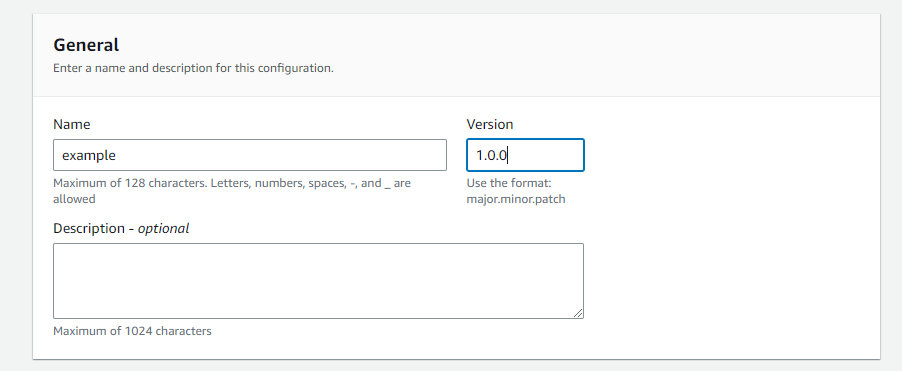 General
Enter a name and description for this configuration.
Name
example
Maximum of 128 characters. Letters, numbers, spaces, -, and _ are
allowed
Version
1.0.0
Use the format:
major.minor.patch
Description - optional
Maximum of 1024 characters